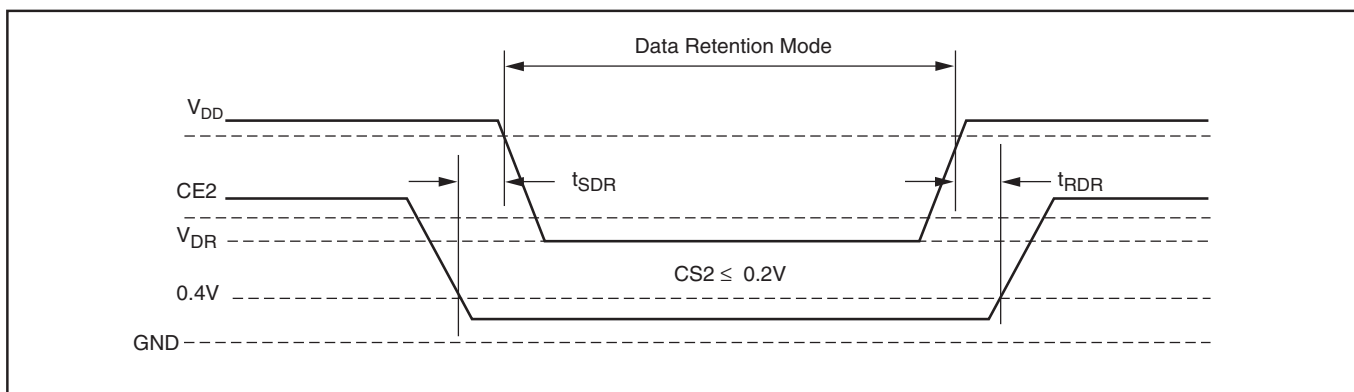 Data Retention Mode
VDD
tSDR
tRDR
CE2
VDR
CS2 ≤ 0.2V
0.4V
GND